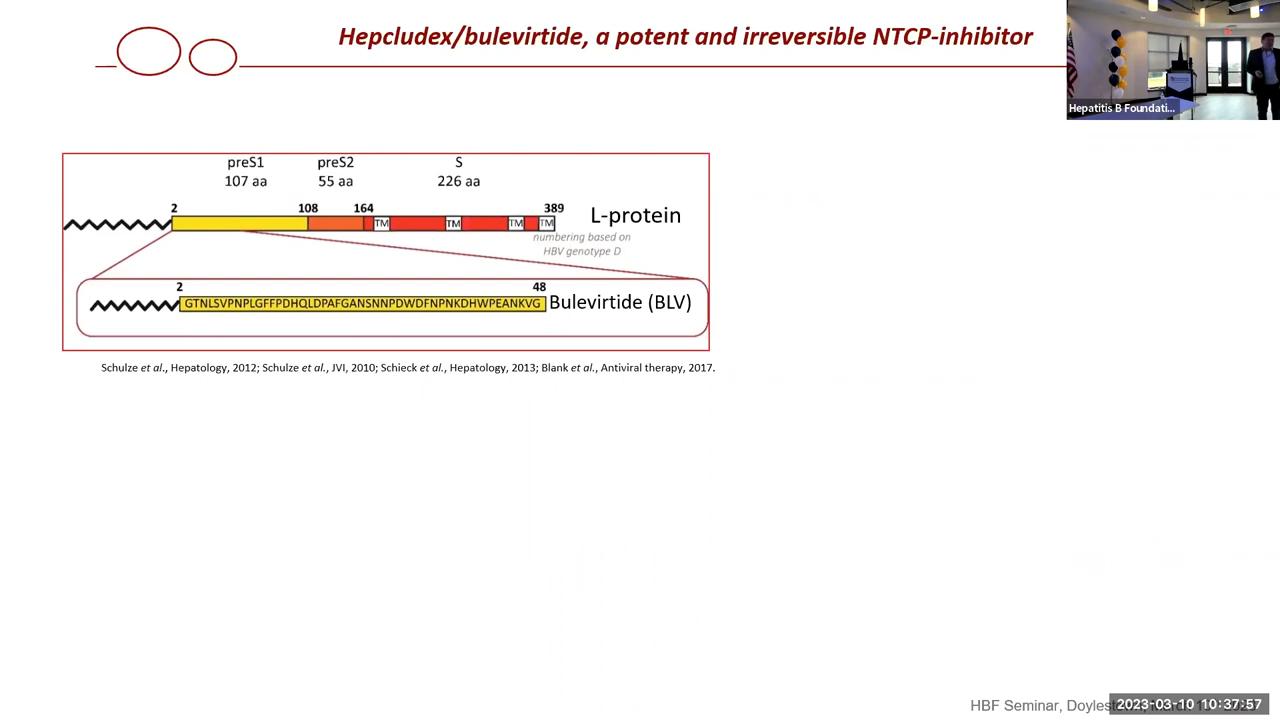 Hepcludex/bulevirtide, a potent and irreversible NTCP-inhibitor
Hepatitis B Foundati...
preS1 preS2 S
107 aa 55 aa 226 aa
2 108 164 389
TM TM TM TM
L-protein
numbering based on
HBV genotype D
2 48
GTNLSVPNPLGFFPDHQLDPAFGANSNNPDWDFNPNKDHWPEANKVG
Bulevirtide (BLV)
Schulze et al., Hepatology, 2012; Schulze et al., JVI, 2010; Schieck et al., Hepatology, 2013; Blank et al., Antiviral therapy, 2017.
HBF Seminar,
2023-03-10 10:37:57